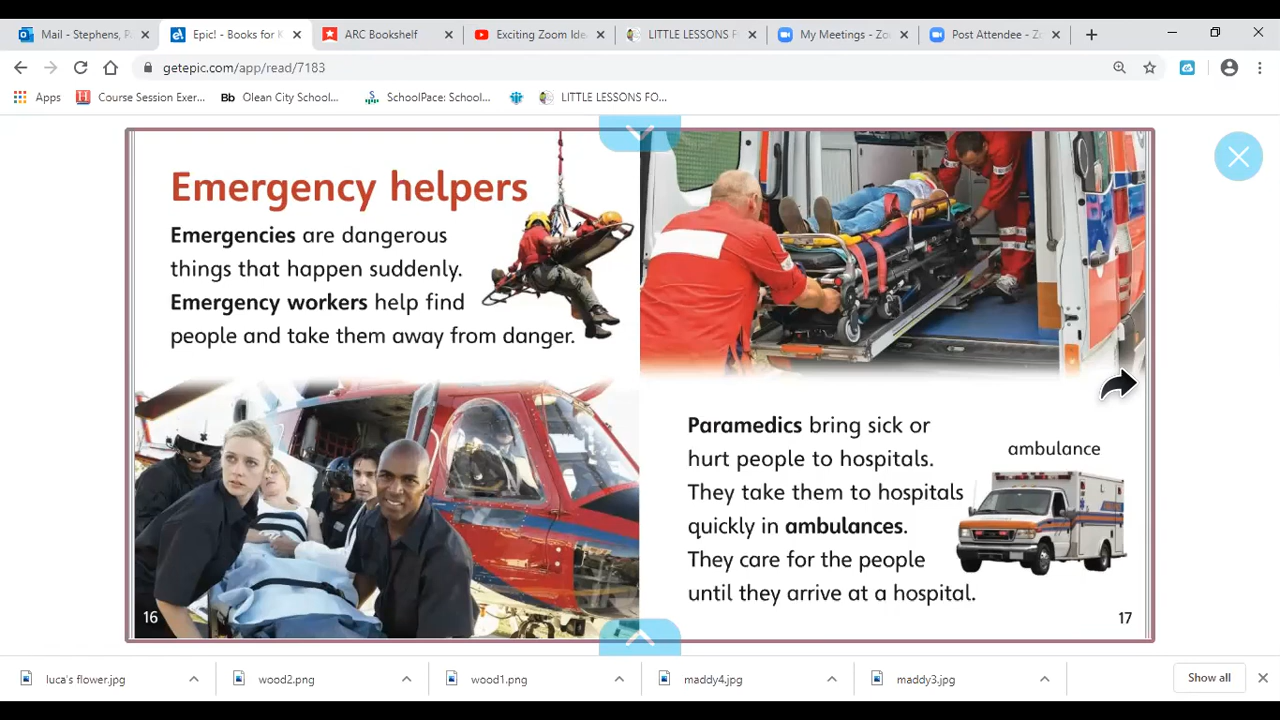 Mail - Stephens, R
Epic! - Books for K
ARC Bookshelf
Exciting Zoom Ide
LITTLE LESSONS F
My Meetings - Zo
Post Attendee - Z
getepic.com/app/read/7183
Apps
Course Session Exer...
Bb Olean City School...
SchoolPace: School...
LITTLE LESSONS FO...
Emergency helpers
Emergencies are dangerous
things that happen suddenly.
Emergency workers help find
people and take them away from danger.
16
Paramedics bring sick or
hurt people to hospitals.
They take them to hospitals
quickly in ambulances.
They care for the people
until they arrive at a hospital.
ambulance
17
luca's flower.jpg
wood2.png
wood1.png
maddy4.jpg
maddy3.jpg
Show all